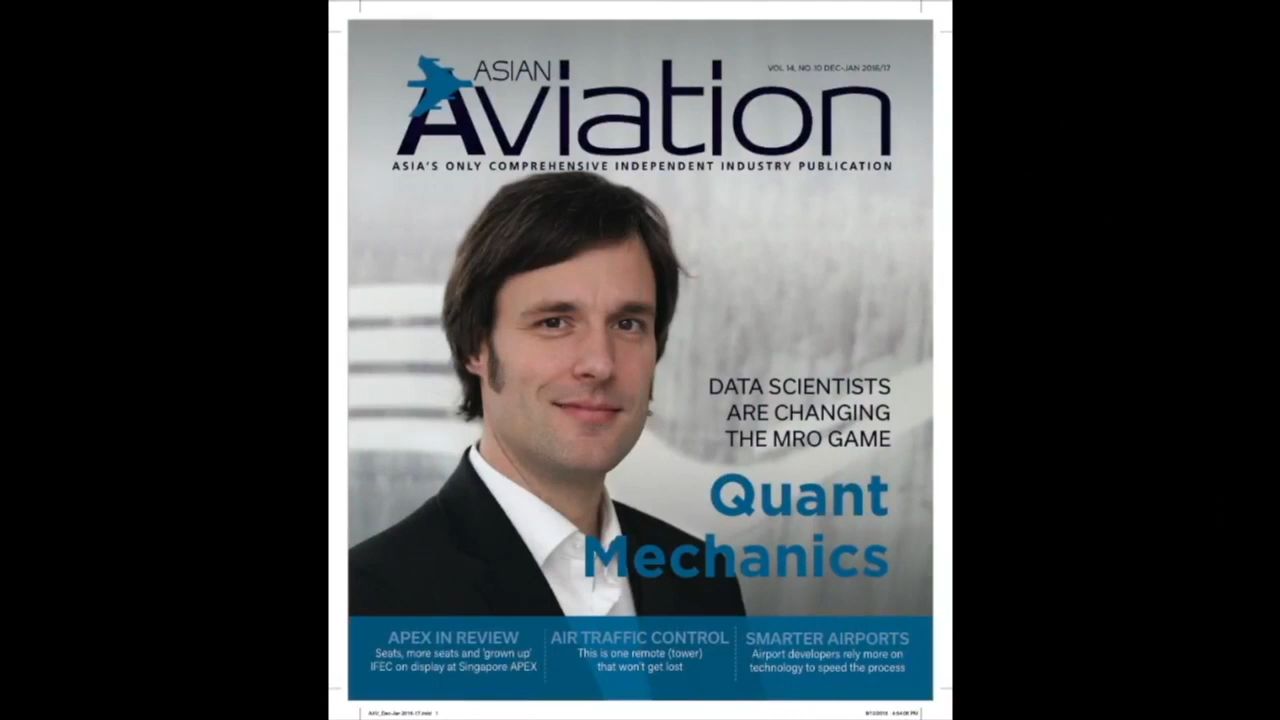 ASIAN
Aviation
VOL 14, NO. 10 DEC-JAN 2016/17
ASIA'S ONLY COMPREHENSIVE INDEPENDENT INDUSTRY PUBLICATION
DATA SCIENTISTS
ARE CHANGING
THE MRO GAME
Quant
Mechanics
APEX IN REVIEW
Seats, more seats and 'grown up'
IFEC on display at Singapore APEX
AIR TRAFFIC CONTROL
This is one remote (tower)
that won't get lost
SMARTER AIRPORTS
Airport developers rely more on
technology to speed the process